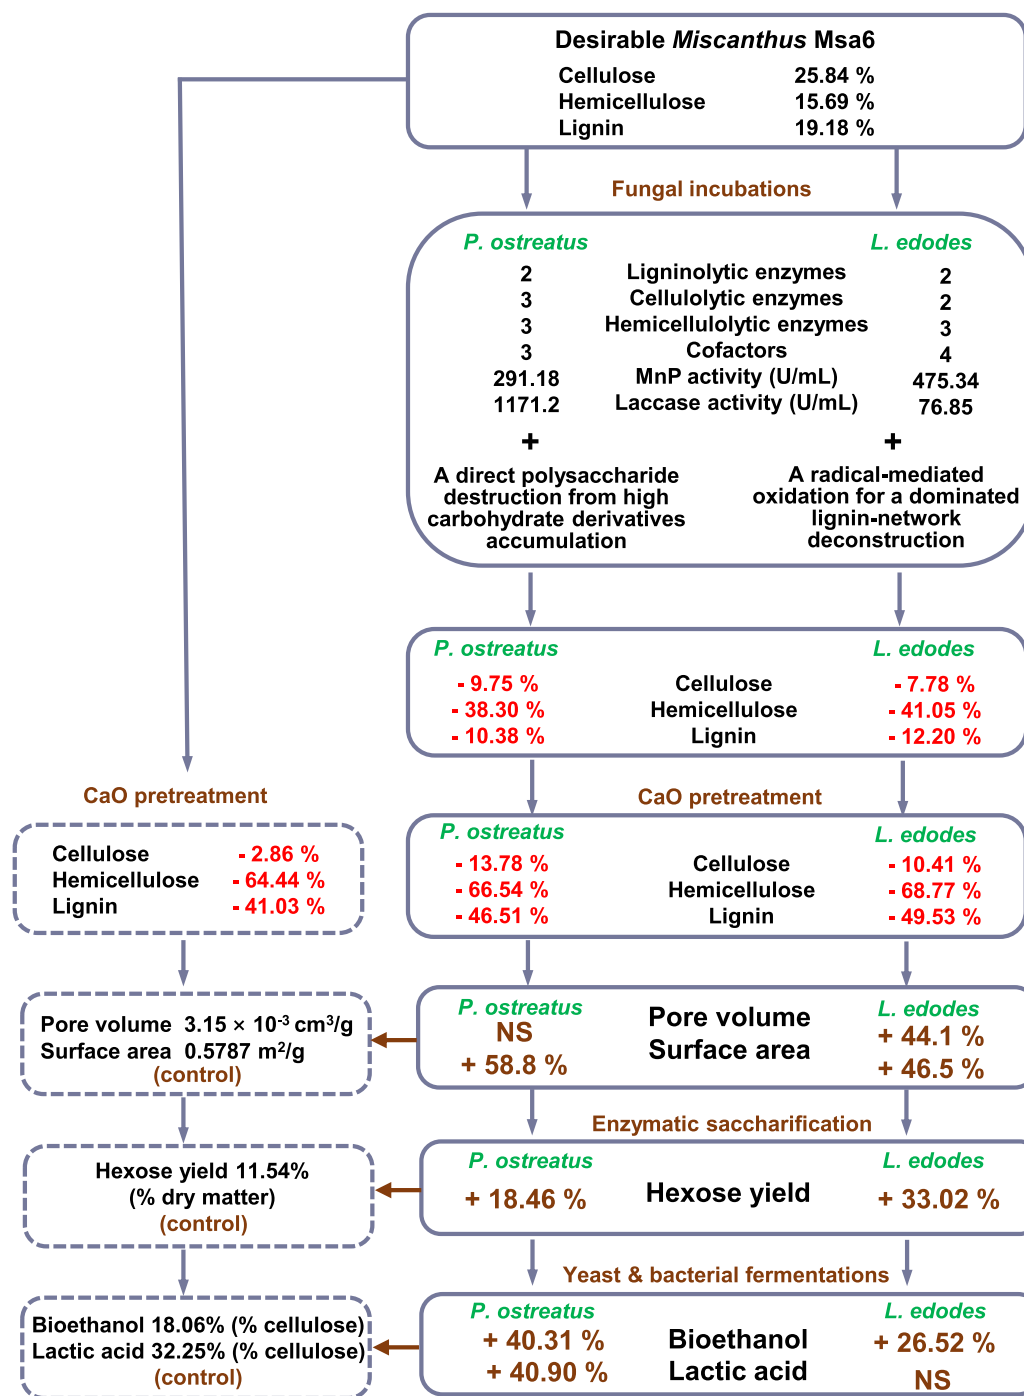 Desirable Miscanthus Msa6
Cellulose 25.84 %
Hemicellulose 15.69 %
Lignin 19.18 %
Fungal incubations
P. ostreatus L. edodes
2 Ligninolytic enzymes 2
3 Cellulolytic enzymes 2
3 Hemicellulolytic enzymes 3
3 Cofactors 4
291.18 MnP activity (U/mL) 475.34
1171.2 Laccase activity (U/mL) 76.85
+ +
A direct polysaccharide
destruction from high
carbohydrate derivatives
accumulation
A radical-mediated
oxidation for a dominated
lignin-network
deconstruction
P. ostreatus L. edodes
- 9.75 % Cellulose - 7.78 %
- 38.30 % Hemicellulose - 41.05 %
- 10.38 % Lignin - 12.20 %
CaO pretreatment
CaO pretreatment
Cellulose - 2.86 %
Hemicellulose - 64.44 %
Lignin - 41.03 %
P. ostreatus L. edodes
- 13.78 % Cellulose - 10.41 %
- 66.54 % Hemicellulose - 68.77 %
- 46.51 % Lignin - 49.53 %
Pore volume 3.15 × 10⁻³ cm³/g
Surface area 0.5787 m²/g
(control)
P. ostreatus L. edodes
NS Pore volume + 44.1 %
+ 58.8 % Surface area + 46.5 %
Enzymatic saccharification
Hexose yield 11.54%
(% dry matter)
(control)
P. ostreatus L. edodes
+ 18.46 % Hexose yield + 33.02 %
Yeast & bacterial fermentations
Bioethanol 18.06% (% cellulose)
Lactic acid 32.25% (% cellulose)
(control)
P. ostreatus L. edodes
+ 40.31 % Bioethanol + 26.52 %
+ 40.90 % Lactic acid NS